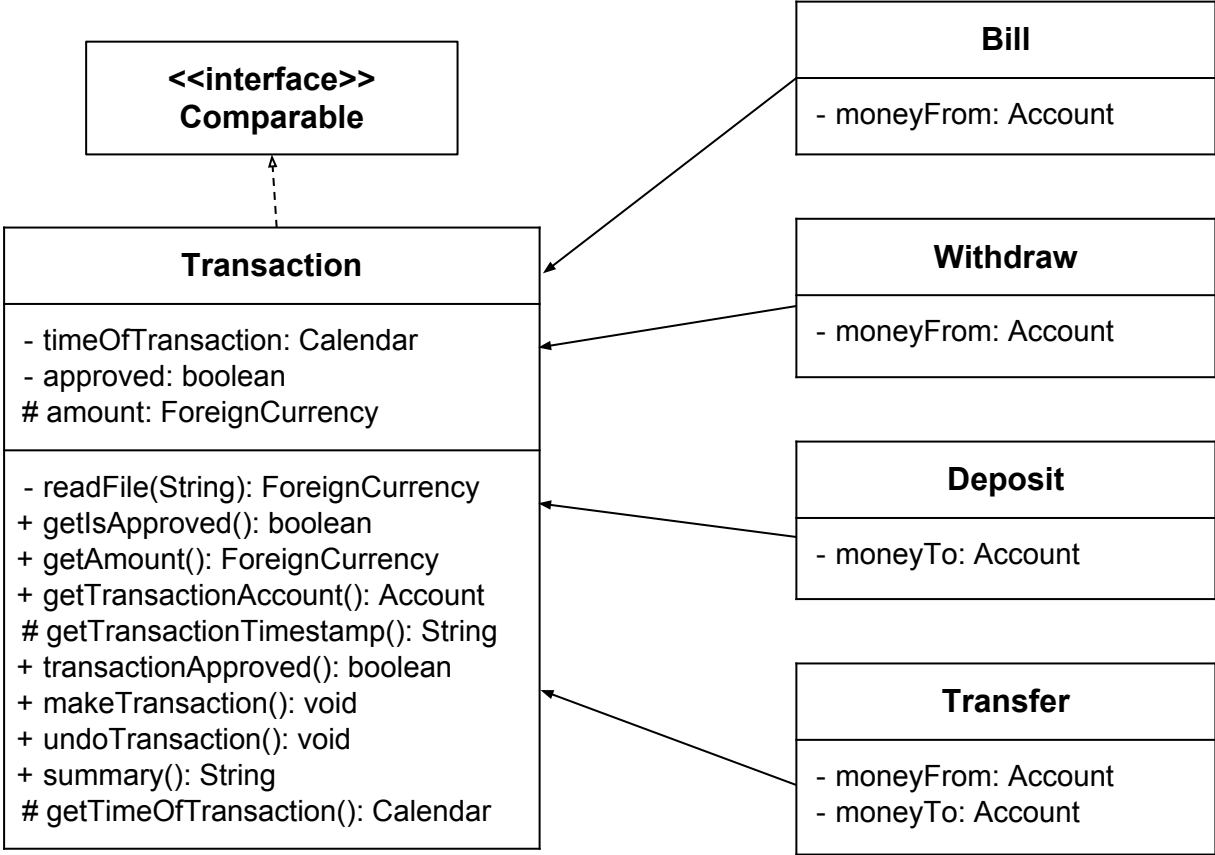 <<interface>>
Comparable
Transaction
- timeOfTransaction: Calendar
- approved: boolean
# amount: ForeignCurrency
- readFile(String): ForeignCurrency
+ getIsApproved(): boolean
+ getAmount(): ForeignCurrency
+ getTransactionAccount(): Account
# getTransactionTimestamp(): String
+ transactionApproved(): boolean
+ makeTransaction(): void
+ undoTransaction(): void
+ summary(): String
# getTimeOfTransaction(): Calendar
Bill
- moneyFrom: Account
Withdraw
- moneyFrom: Account
Deposit
- moneyTo: Account
Transfer
- moneyFrom: Account
- moneyTo: Account